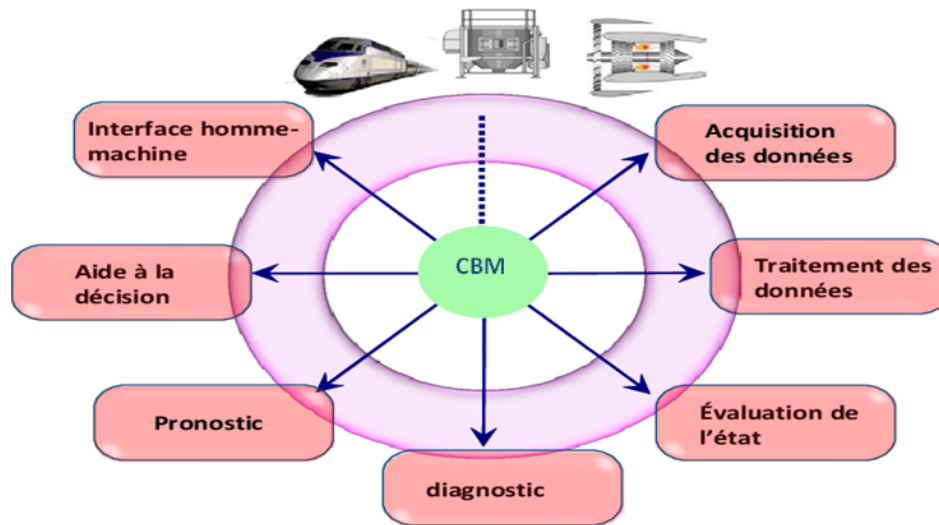 Interface homme-
machine
Acquisition
des données
CBM
Aide à la
décision
Traitement des
données
Pronostic
Évaluation de
l'état
diagnostic